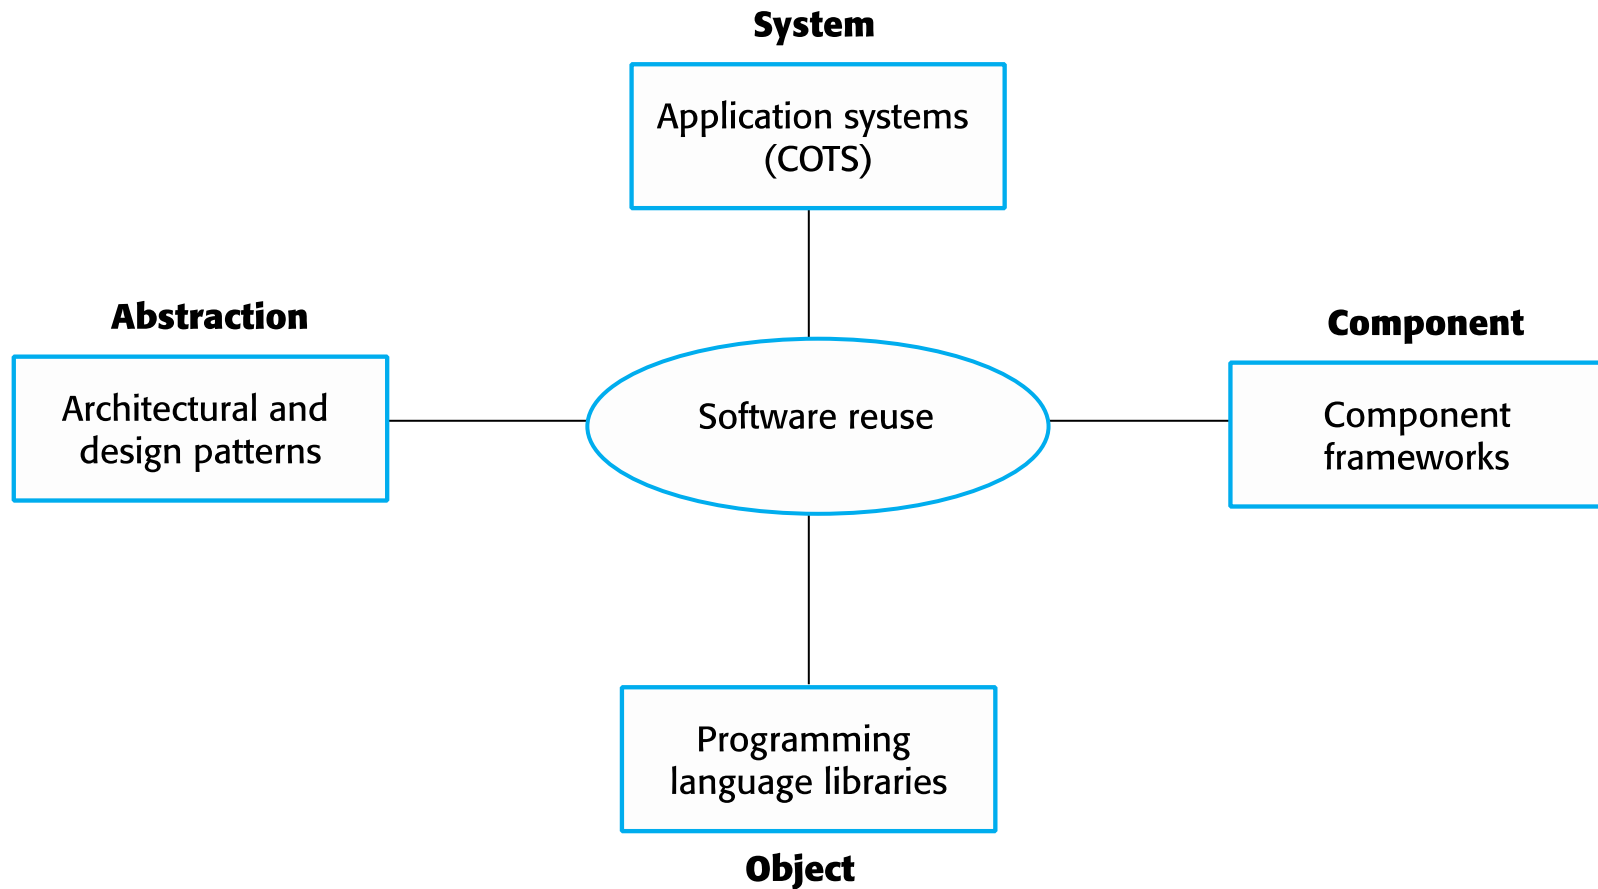 System
Application systems
(COTS)
Abstraction
Architectural and
design patterns
Software reuse
Component
Component
frameworks
Programming
language libraries
Object